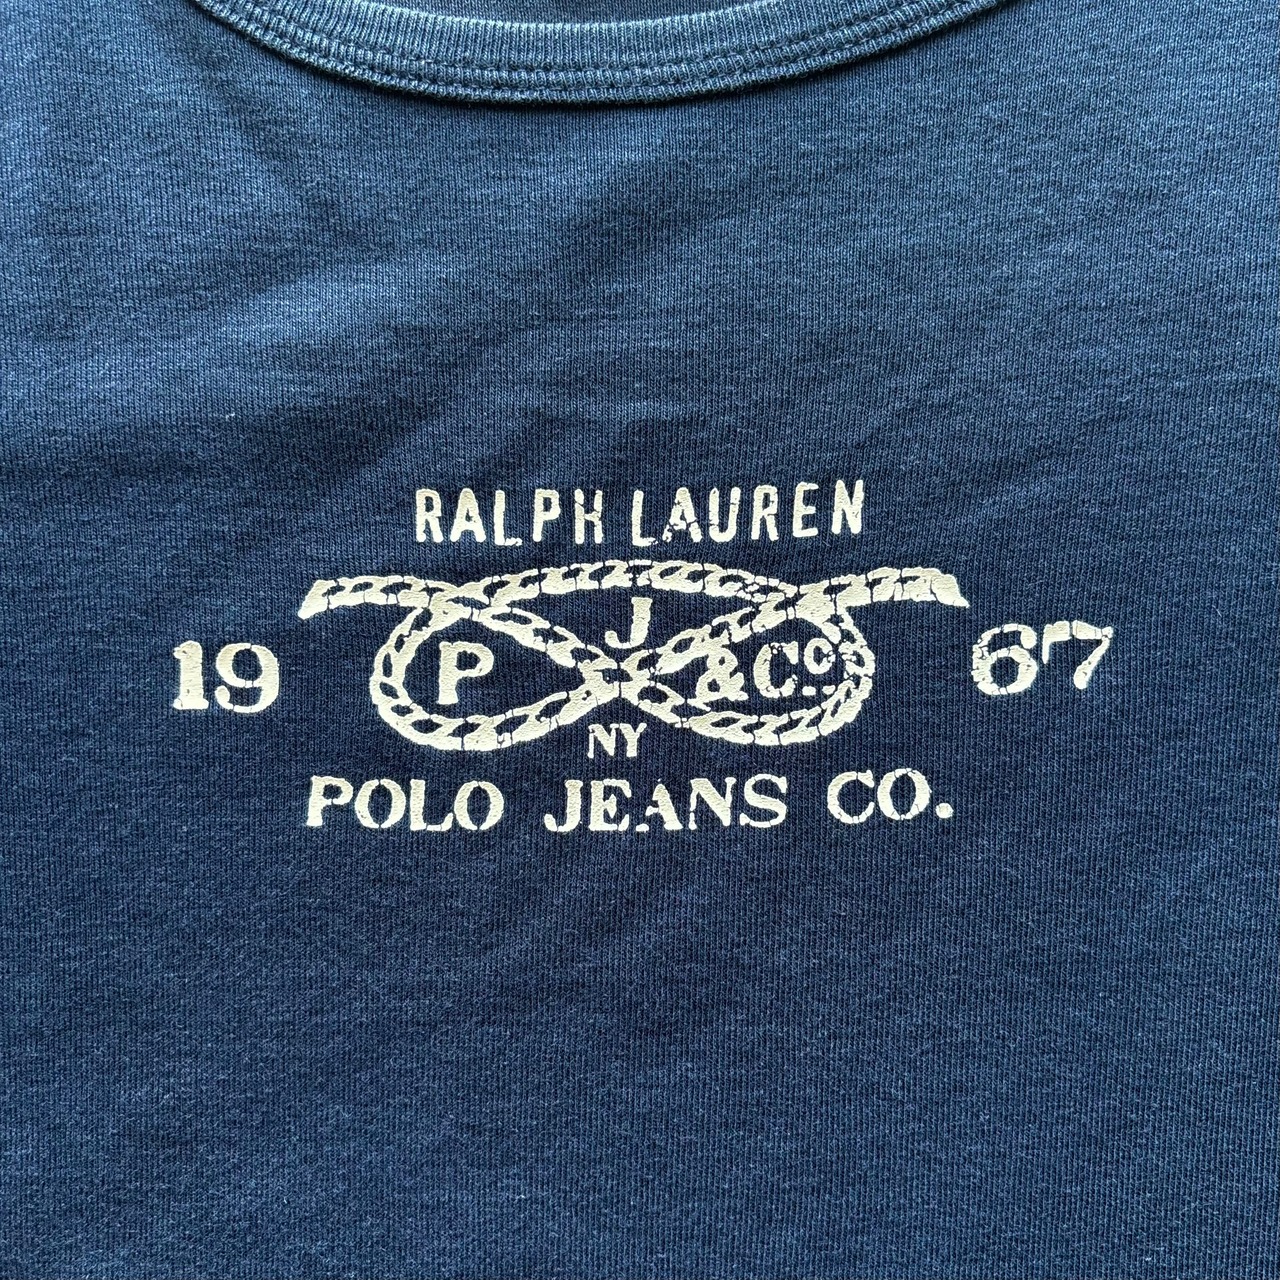 RALPH LAUREN
J
19 P &Co. 67
NY
POLO JEANS CO.